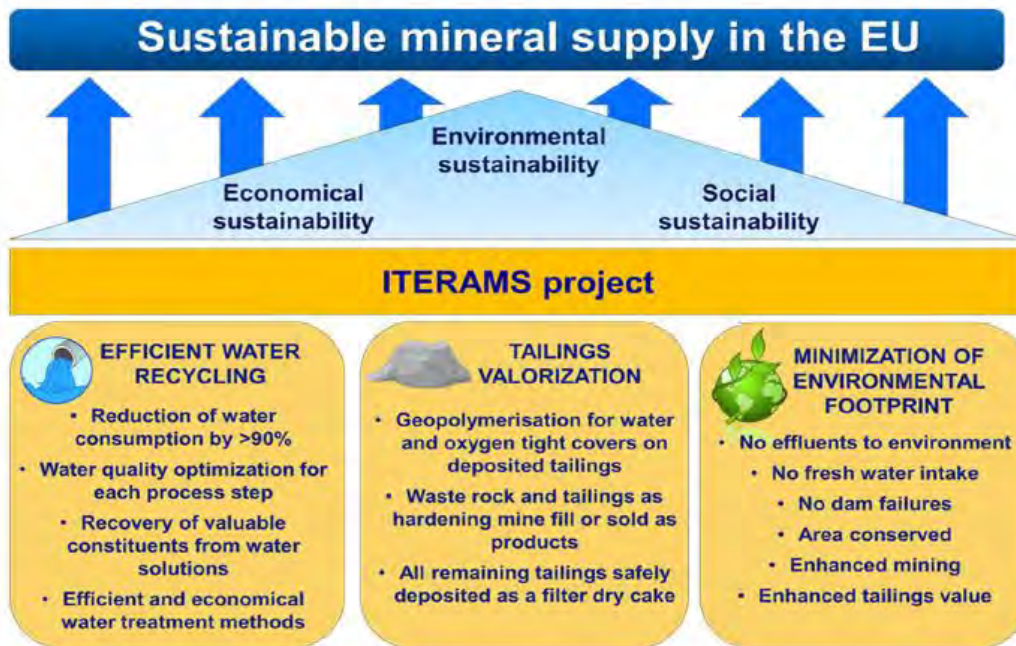 Sustainable mineral supply in the EU
Environmental
sustainability
Economical
sustainability
Social
sustainability
ITERAMS project
EFFICIENT WATER
RECYCLING
• Reduction of water
consumption by >90%
• Water quality optimization for
each process step
• Recovery of valuable
constituents from water
solutions
• Efficient and economical
water treatment methods
TAILINGS
VALORIZATION
• Geopolymerisation for water
and oxygen tight covers on
deposited tailings
• Waste rock and tailings as
hardening mine fill or sold as
products
• All remaining tailings safely
deposited as a filter dry cake
MINIMIZATION OF
ENVIRONMENTAL
FOOTPRINT
• No effluents to environment
• No fresh water intake
• No dam failures
• Area conserved
• Enhanced mining
• Enhanced tailings value